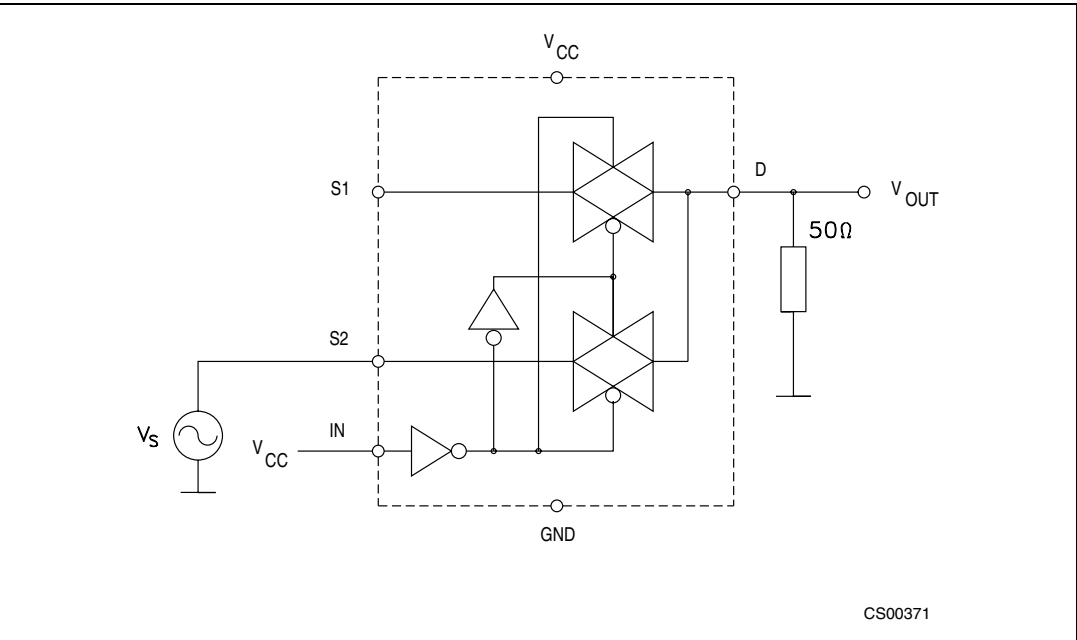 VCC
S1
D
VOUT
50Ω
S2
VS
IN
VCC
GND
CS00371